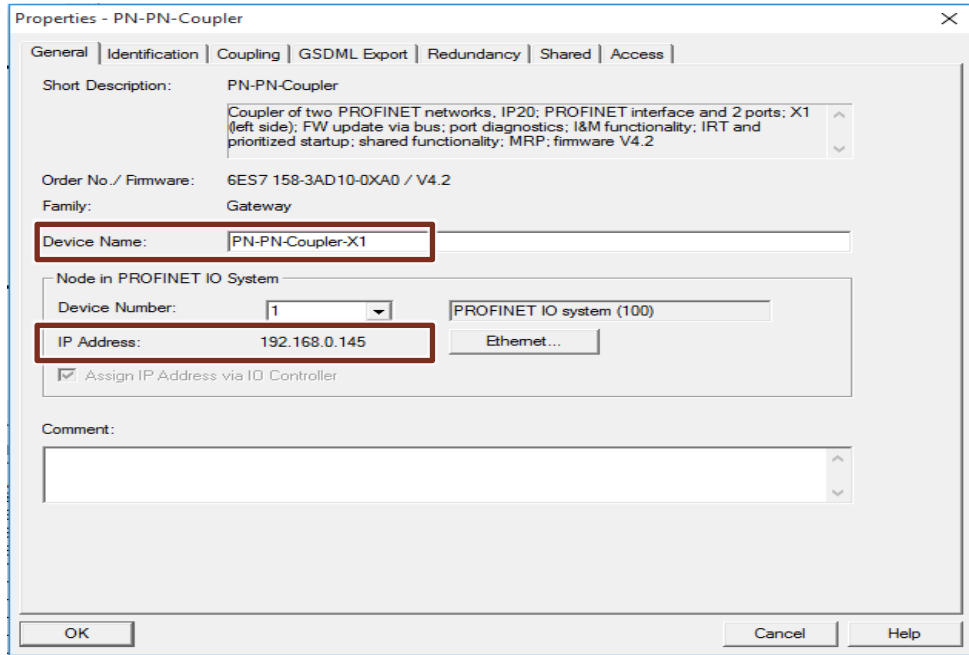 Properties - PN-PN-Coupler
General Identification Coupling GSDML Export Redundancy Shared Access
Short Description: PN-PN-Coupler
Coupler of two PROFINET networks, IP20; PROFINET interface and 2 ports; X1
(left side); FW update via bus; port diagnostics; I&M functionality; IRT and
prioritized startup; shared functionality; MRP; firmware V4.2
Order No./ Firmware: 6ES7 158-3AD10-0XA0 / V4.2
Family: Gateway
Device Name: PN-PN-Coupler-X1
Node in PROFINET IO System
Device Number: 1 PROFINET IO system (100)
IP Address: 192.168.0.145 Ethernet...
Assign IP Address via IO Controller
Comment:
OK Cancel Help